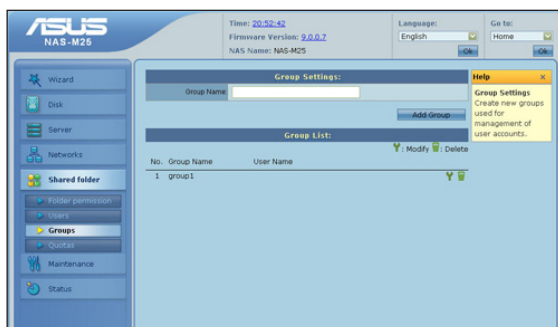 ASUS
NAS-M25
Time: 20:52:42
Firmware Version: 9.0.0.7
NAS Name: NAS-M25
Language:
English
Ok
Go to:
Home
Ok
Wizard
Disk
Server
Networks
Shared folder
Folder permission
Users
Groups
Quotas
Maintenance
Status
Group Settings:
Group Name
Add Group
Group List:
: Modify : Delete
No. Group Name User Name
1 group1
Help ×
Group Settings
Create new groups
used for
management of
user accounts.